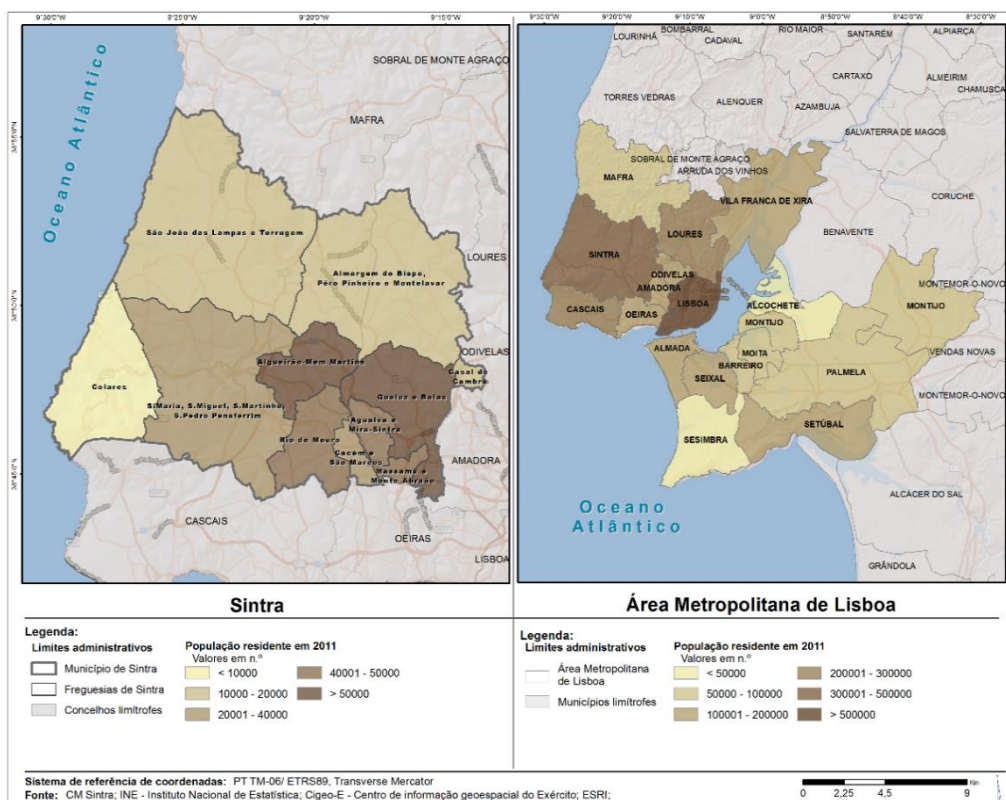 9°30'0"W 9°25'0"W 9°20'0"W 9°15'0"W
Oceano Atlântico
SOBRAL DE MONTE AGRAÇO
MAFRA
São João das Lampas e Terrugem
LOURES
Almargem do Bispo,
Pêro Pinheiro e Montelavar
ODIVELAS
Algueirão-Mem Martins
Casal de
Cambra
Colares
Queluz e Belas
S.Maria, S.Miguel, S.Martinho,
S.Pedro Penaferrim
Agualva e
Mira-Sintra
Rio de Mouro
Cacém e
São Marcos
Massamá e
Monte Abraão
AMADORA
CASCAIS
OEIRAS
LISBOA
9°30'0"W 9°20'0"W 9°10'0"W 9°0'0"W 8°50'0"W 8°40'0"W 8°30'0"W
LOURINHÃ
BOMBARRAL
CADAVAL
RIO MAIOR
SANTARÉM
ALPIARÇA
CARTAXO
ALMEIRIM
CHAMUSCA
TORRES VEDRAS
ALENQUER
AZAMBUJA
SALVATERRA DE MAGOS
SOBRAL DE MONTE AGRAÇO
ARRUDA DOS VINHOS
MAFRA
VILA FRANCA DE XIRA
CORUCHE
BENAVENTE
LOURES
SINTRA
ODIVELAS
AMADORA
LISBOA
CASCAIS
OEIRAS
ALCOCHETE
MONTIJO
MONTEMOR-O-NOVO
MONTIJO
ALMADA
MOITA
BARREIRO
VENDAS NOVAS
SEIXAL
PALMELA
MONTEMOR-O-NOVO
SESIMBRA
SETÚBAL
ALCÁCER DO SAL
Oceano
Atlântico
GRÂNDOLA
Sintra
Legenda:
Limites administrativos
Município de Sintra
Freguesias de Sintra
Concelhos limítrofes
População residente em 2011
Valores em n.º
< 10000
10000 - 20000
20001 - 40000
40001 - 50000
> 50000
Área Metropolitana de Lisboa
Legenda:
Limites administrativos
Área Metropolitana
de Lisboa
Municípios limítrofes
População residente em 2011
Valores em n.º
< 50000
50000 - 100000
100001 - 200000
200001 - 300000
300001 - 500000
> 500000
Sistema de referência de coordenadas: PT TM-06/ ETRS89, Transverse Mercator
Fonte: CM Sintra; INE - Instituto Nacional de Estatística; Cigeo-E - Centro de informação geoespacial do Exército; ESRI;
Km
0 2,25 4,5 9